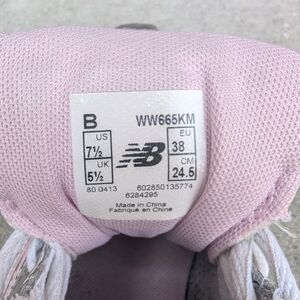 B WW665KM
US EU
7½ 38
UK CM
5½ 24.5
80 0413 602850135774
6284295
Made in China
Fabriqué en Chine